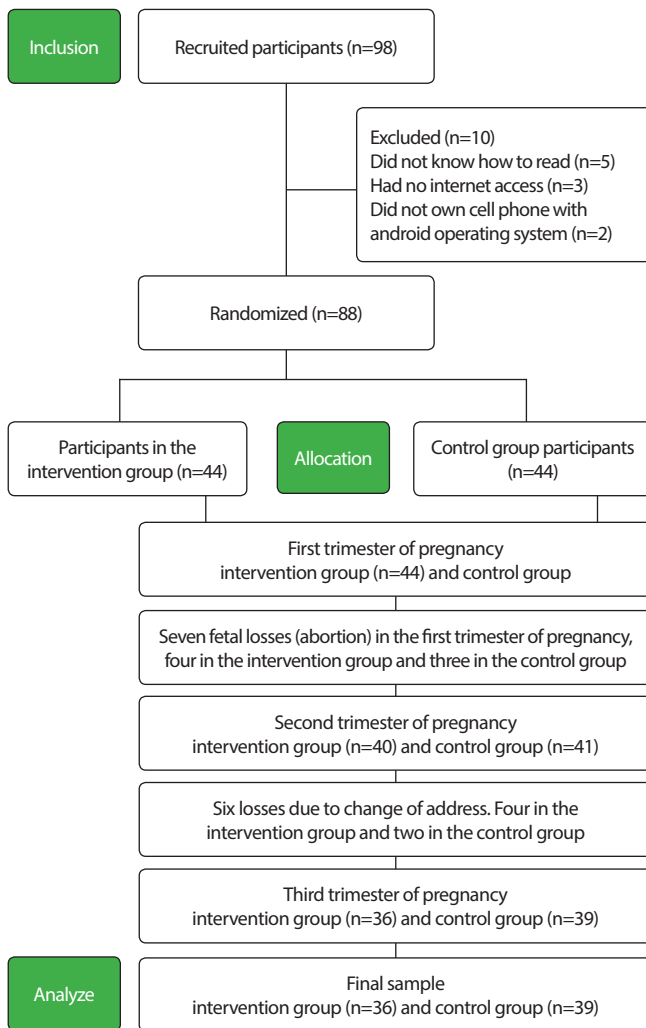 Inclusion
Recruited participants (n=98)
Excluded (n=10)
Did not know how to read (n=5)
Had no internet access (n=3)
Did not own cell phone with
android operating system (n=2)
Randomized (n=88)
Participants in the
intervention group (n=44)
Allocation
Control group participants
(n=44)
First trimester of pregnancy
intervention group (n=44) and control group
Seven fetal losses (abortion) in the first trimester of pregnancy,
four in the intervention group and three in the control group
Second trimester of pregnancy
intervention group (n=40) and control group (n=41)
Six losses due to change of address. Four in the
intervention group and two in the control group
Third trimester of pregnancy
intervention group (n=36) and control group (n=39)
Analyze
Final sample
intervention group (n=36) and control group (n=39)